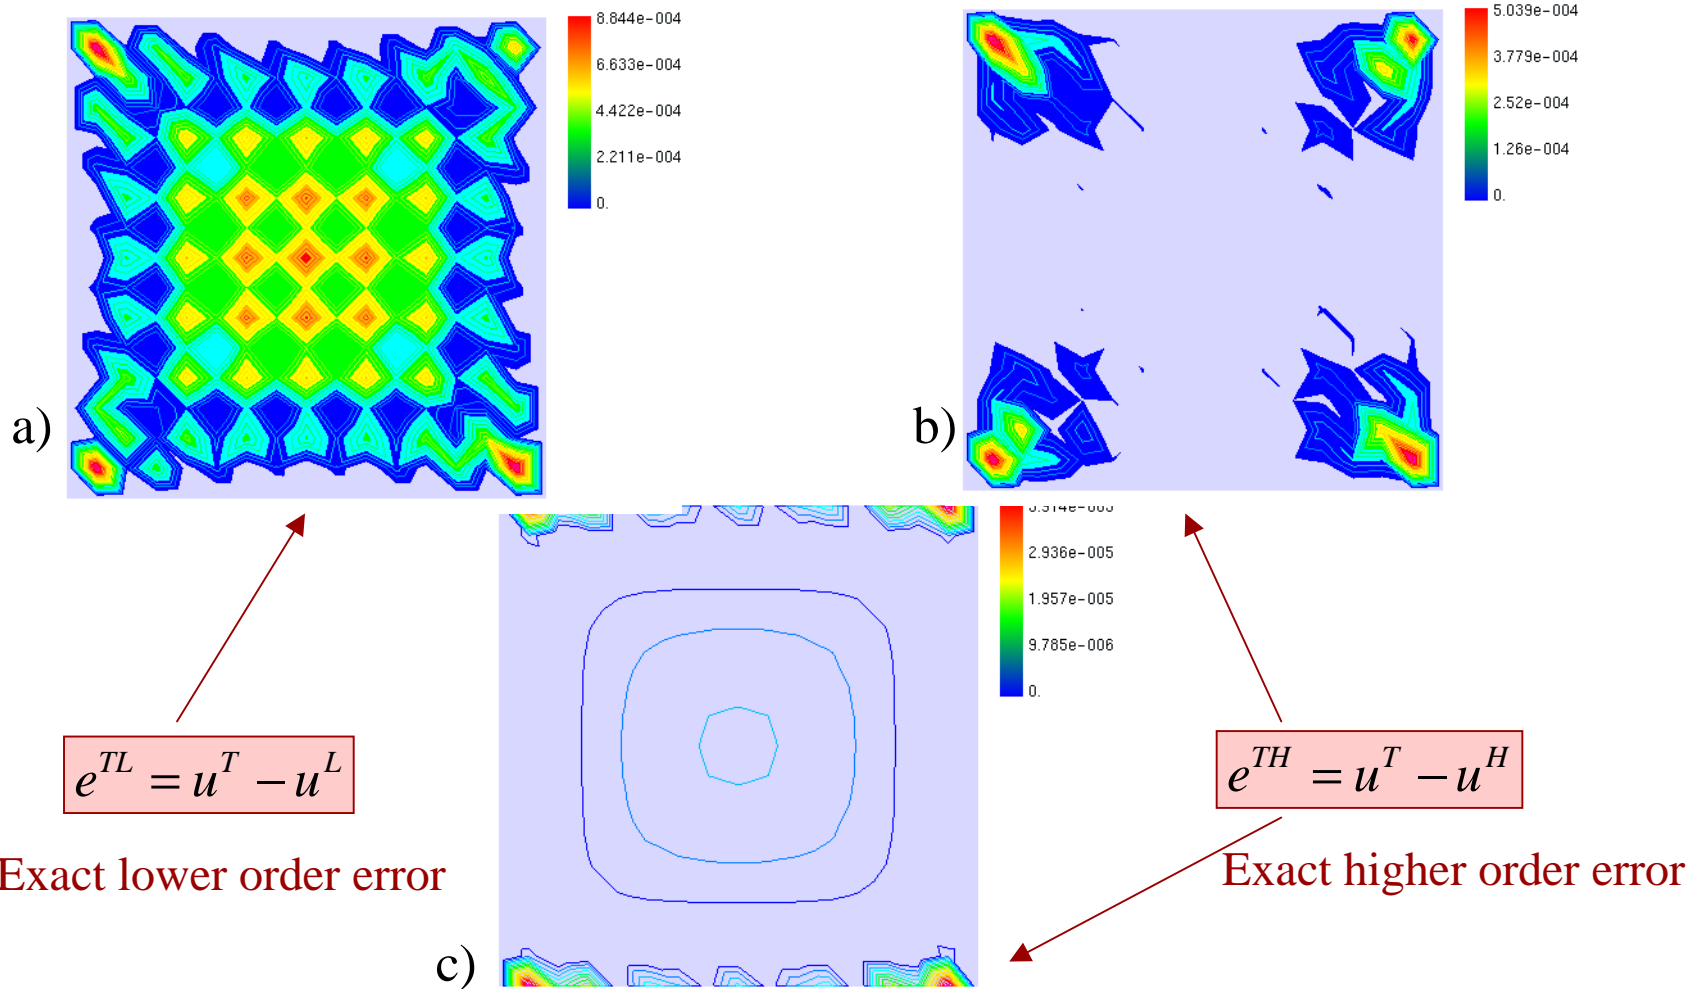 8.844e-004
6.633e-004
4.422e-004
2.211e-004
0.
a)
5.039e-004
3.779e-004
2.52e-004
1.26e-004
0.
b)
2.936e-005
1.957e-005
9.785e-006
0.
c)
e^{TL} = u^T − u^L
Exact lower order error
e^{TH} = u^T − u^H
Exact higher order error